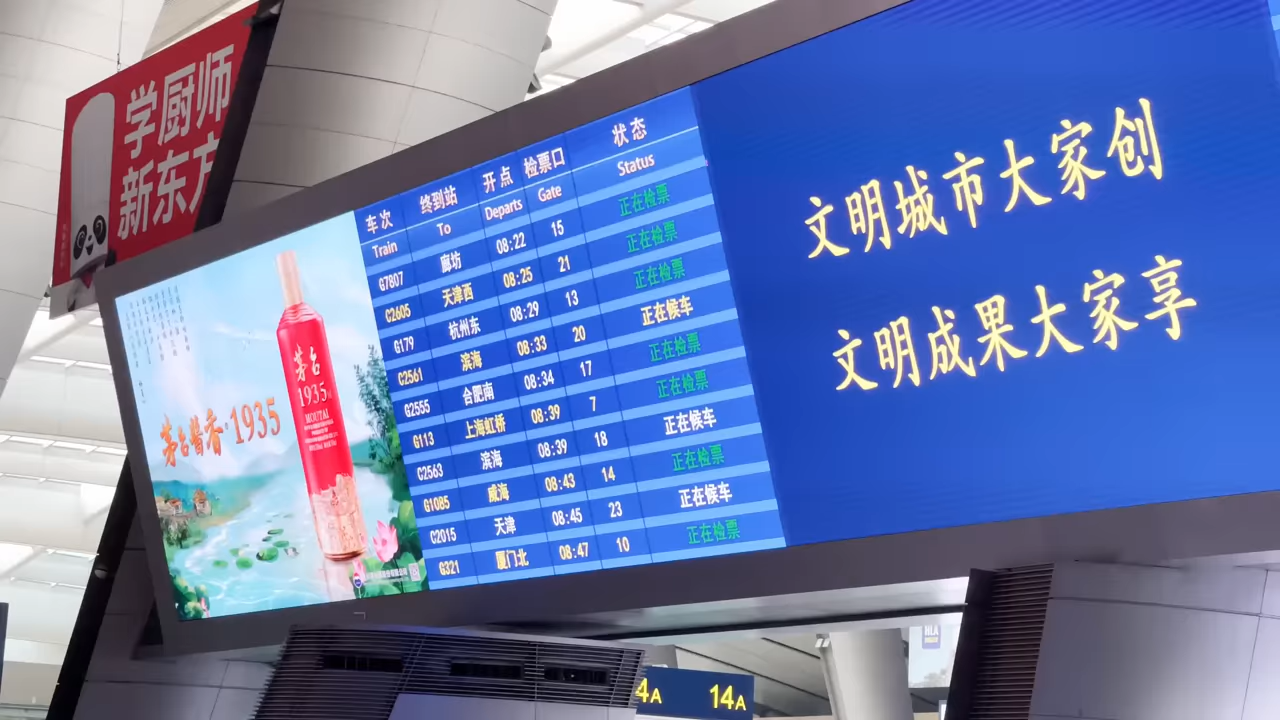 学厨师
新东方
茅台酱香·1935
茅台
1935
MOUTAI
车次 终到站 开点 检票口 状态
Train To Departs Gate Status
G7807 廊坊 08:22 15 正在检票
C2605 天津西 08:25 21 正在检票
G179 杭州东 08:29 13 正在检票
C2561 滨海 08:33 20 正在候车
G2555 合肥南 08:34 17 正在检票
G113 上海虹桥 08:39 7 正在检票
C2563 滨海 08:39 18 正在候车
G1085 威海 08:43 14 正在检票
C2015 天津 08:45 23 正在候车
G321 厦门北 08:47 10 正在检票
文明城市大家创
文明成果大家享
4A 14A
HLA